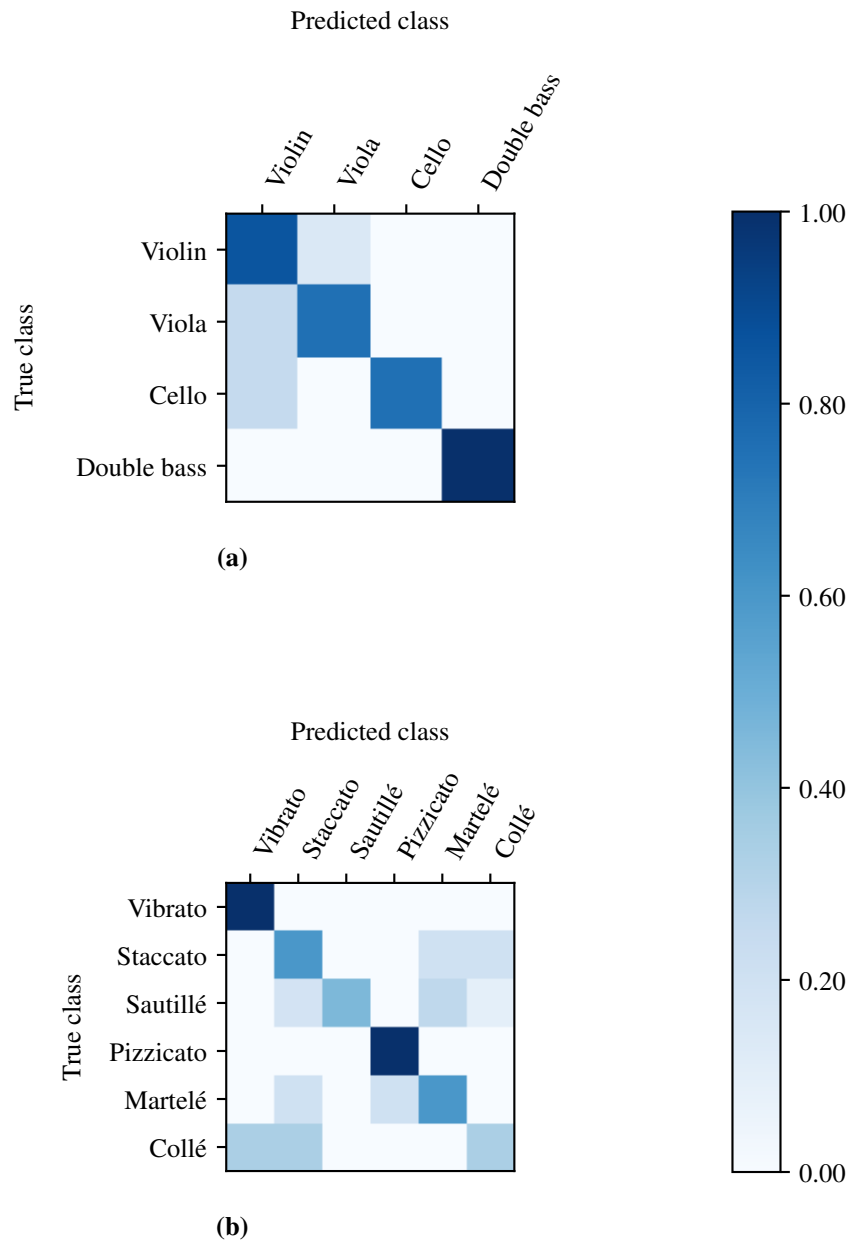 Predicted class
Violin
Viola
Cello
Double bass
True class
Violin
Viola
Cello
Double bass
(a)
1.00
0.80
0.60
0.40
0.20
0.00
Predicted class
Vibrato
Staccato
Sautillé
Pizzicato
Martelé
Collé
True class
Vibrato
Staccato
Sautillé
Pizzicato
Martelé
Collé
(b)